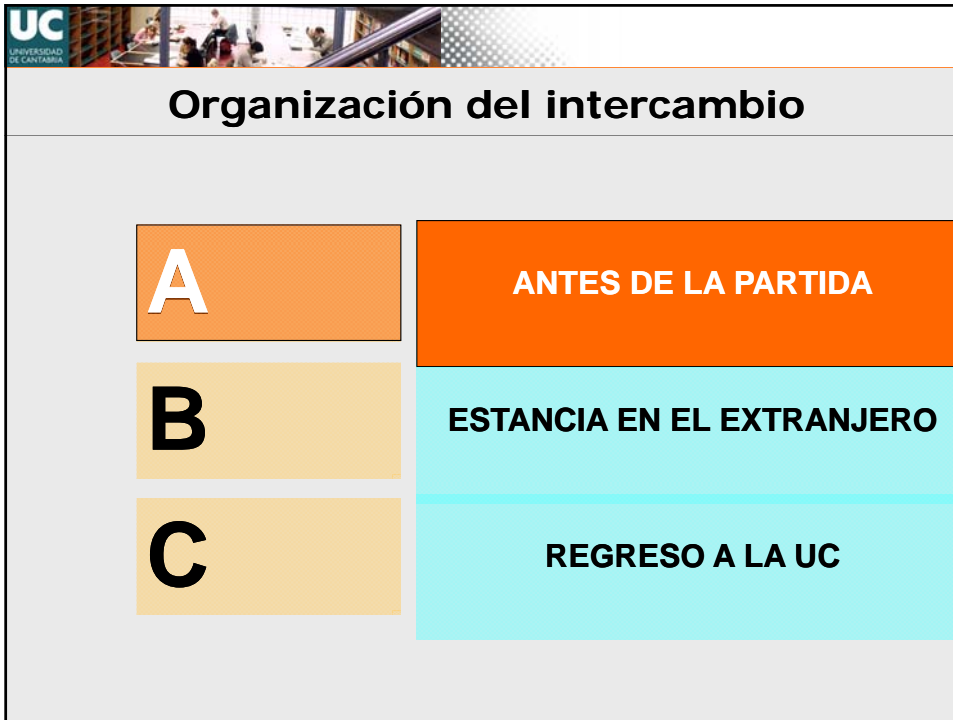 UC
UNIVERSIDAD
DE CANTABRIA
Organización del intercambio
A
ANTES DE LA PARTIDA
B
ESTANCIA EN EL EXTRANJERO
C
REGRESO A LA UC